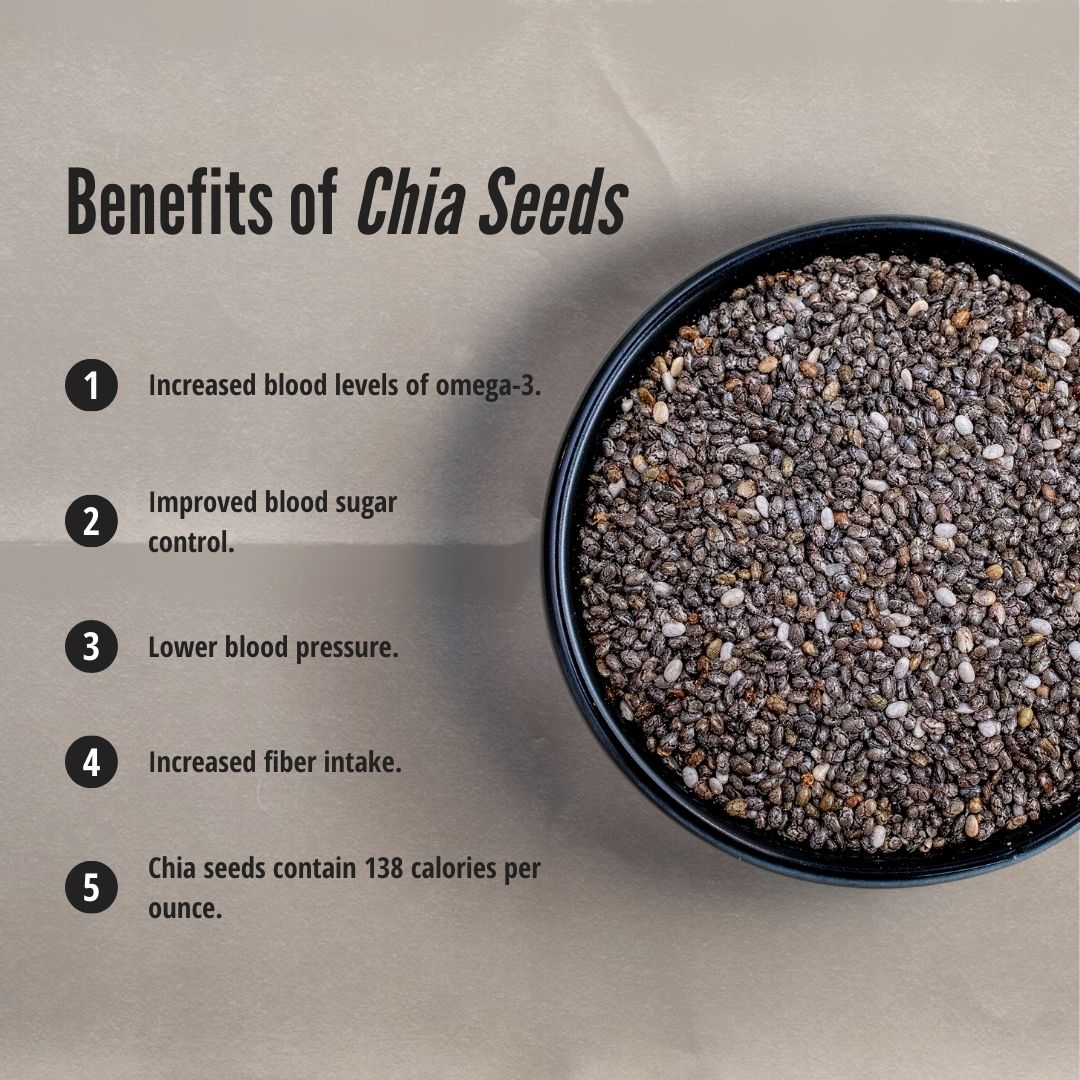 Benefits of Chia Seeds
1 Increased blood levels of omega-3.
2 Improved blood sugar
control.
3 Lower blood pressure.
4 Increased fiber intake.
5 Chia seeds contain 138 calories per
ounce.